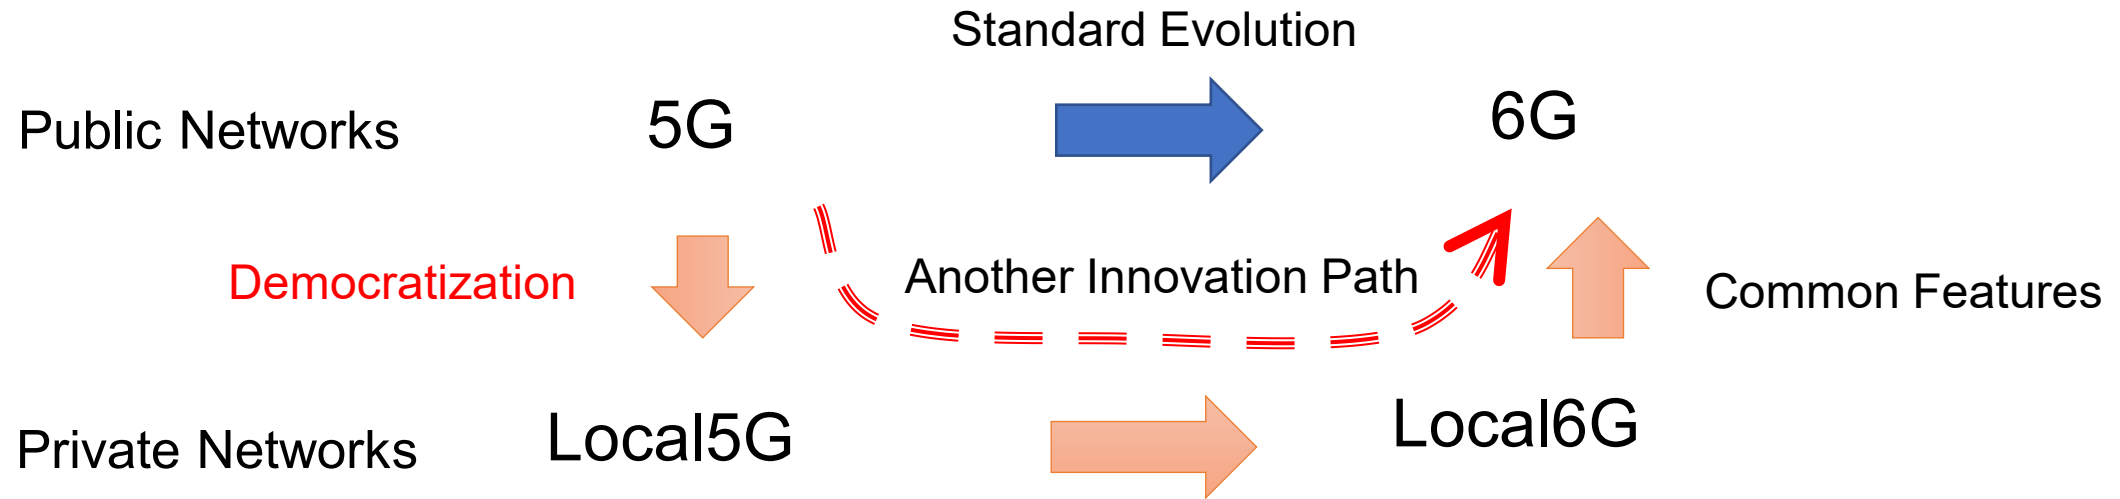 Standard Evolution
Public Networks 5G 6G
Democratization Another Innovation Path Common Features
Private Networks Local5G Local6G